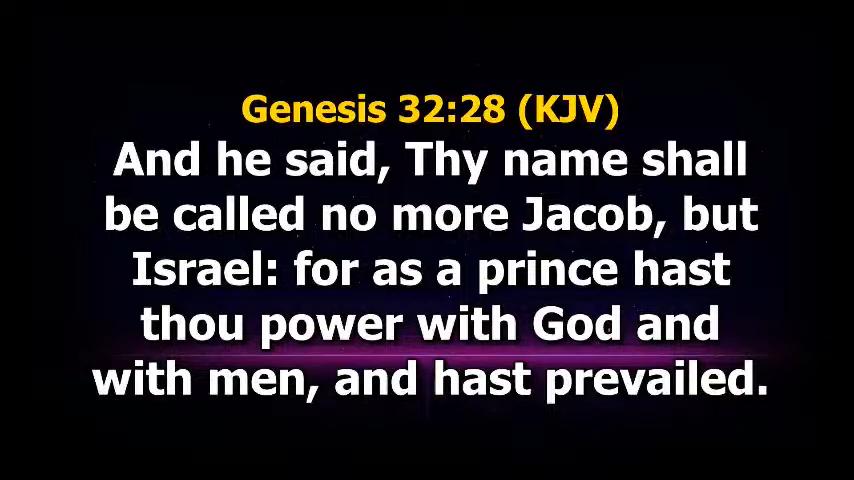 Genesis 32:28 (KJV)
And he said, Thy name shall
be called no more Jacob, but
Israel: for as a prince hast
thou power with God and
with men, and hast prevailed.